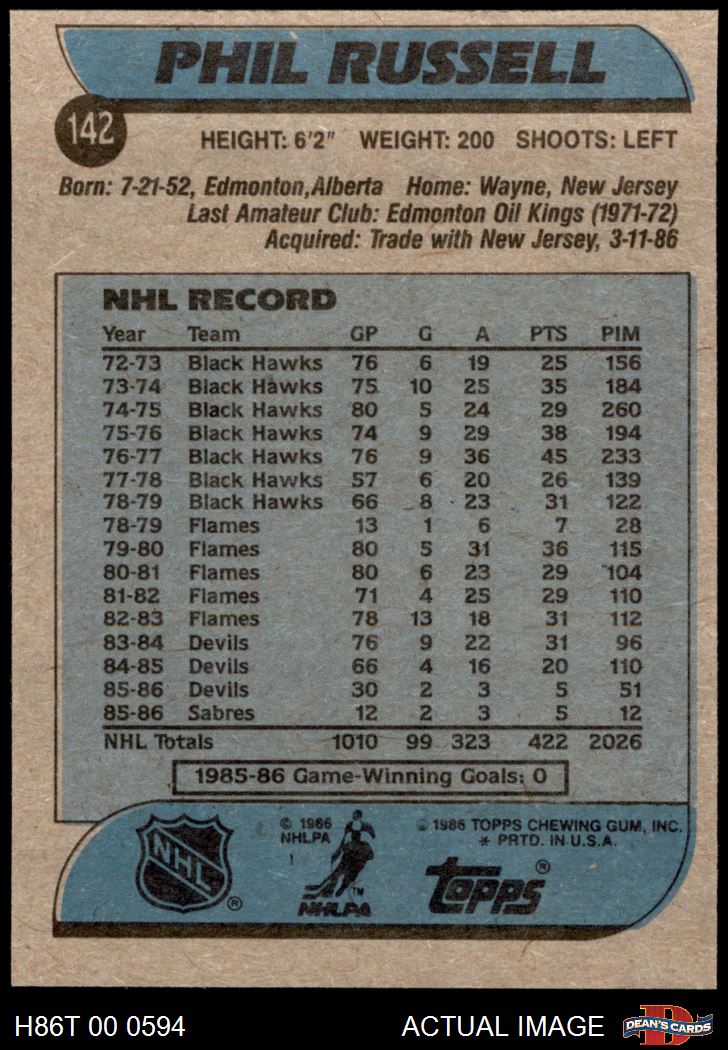 PHIL RUSSELL
142
HEIGHT: 6'2" WEIGHT: 200 SHOOTS: LEFT
Born: 7-21-52, Edmonton, Alberta Home: Wayne, New Jersey
Last Amateur Club: Edmonton Oil Kings (1971-72)
Acquired: Trade with New Jersey, 3-11-86
NHL RECORD
Year Team GP G A PTS PIM
72-73 Black Hawks 76 6 19 25 156
73-74 Black Hawks 75 10 25 35 184
74-75 Black Hawks 80 5 24 29 260
75-76 Black Hawks 74 9 29 38 194
76-77 Black Hawks 76 9 36 45 233
77-78 Black Hawks 57 6 20 26 139
78-79 Black Hawks 66 8 23 31 122
78-79 Flames 13 1 6 7 28
79-80 Flames 80 5 31 36 115
80-81 Flames 80 6 23 29 104
81-82 Flames 71 4 25 29 110
82-83 Flames 78 13 18 31 112
83-84 Devils 76 9 22 31 96
84-85 Devils 66 4 16 20 110
85-86 Devils 30 2 3 5 51
85-86 Sabres 12 2 3 5 12
NHL Totals 1010 99 323 422 2026
1985-86 Game-Winning Goals: 0
NHL ®
© 1986
NHLPA
™
NHLPA
© 1986 TOPPS CHEWING GUM, INC.
* PRTD. IN U.S.A.
topps ®
H86T 00 0594 ACTUAL IMAGE
D
DEAN'S CARDS